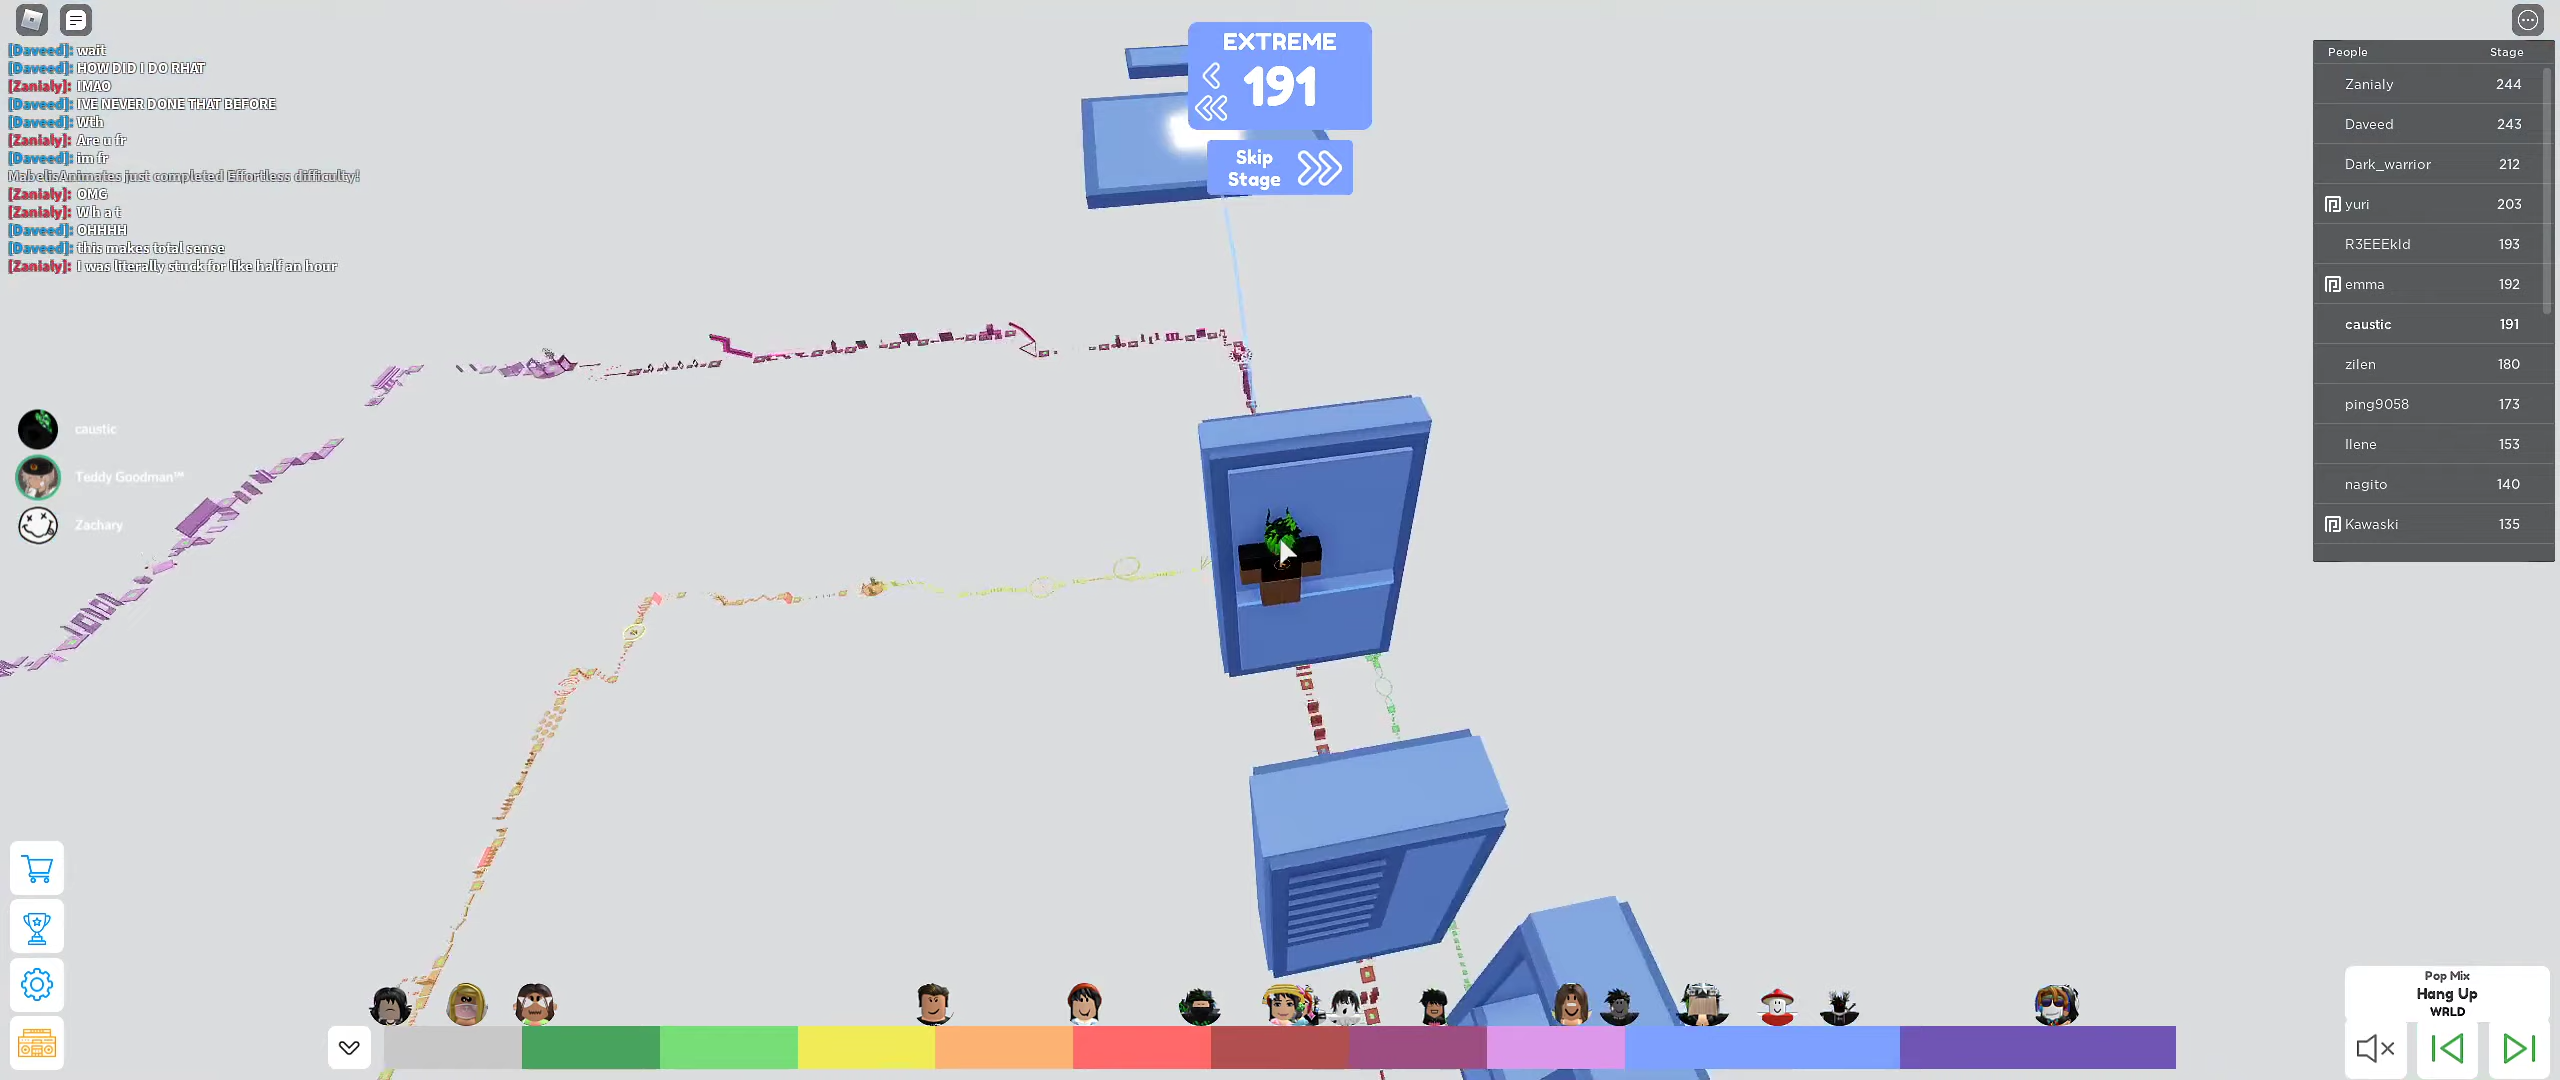 [Daveed]: wait
[Daveed]: HOW DID I DO RHAT
[Zanialy]: lMAO
[Daveed]: IVE NEVER DONE THAT BEFORE
[Daveed]: Wth
[Zanialy]: Are u fr
[Daveed]: im fr
MabelisAnimates just completed Effortless difficulty!
[Zanialy]: OMG
[Zanialy]: W h a t
[Daveed]: OHHHH
[Daveed]: this makes total sense
[Zanialy]: I was literally stuck for like half an hour
EXTREME
191
Skip
Stage
People Stage
Zanialy 244
Daveed 243
Dark_warrior 212
yuri 203
R3EEEkId 193
emma 192
caustic 191
zilen 180
ping9058 173
Ilene 153
nagito 140
Kawaski 135
caustic
Teddy Goodman™
Zachary
Pop Mix
Hang Up
WRLD